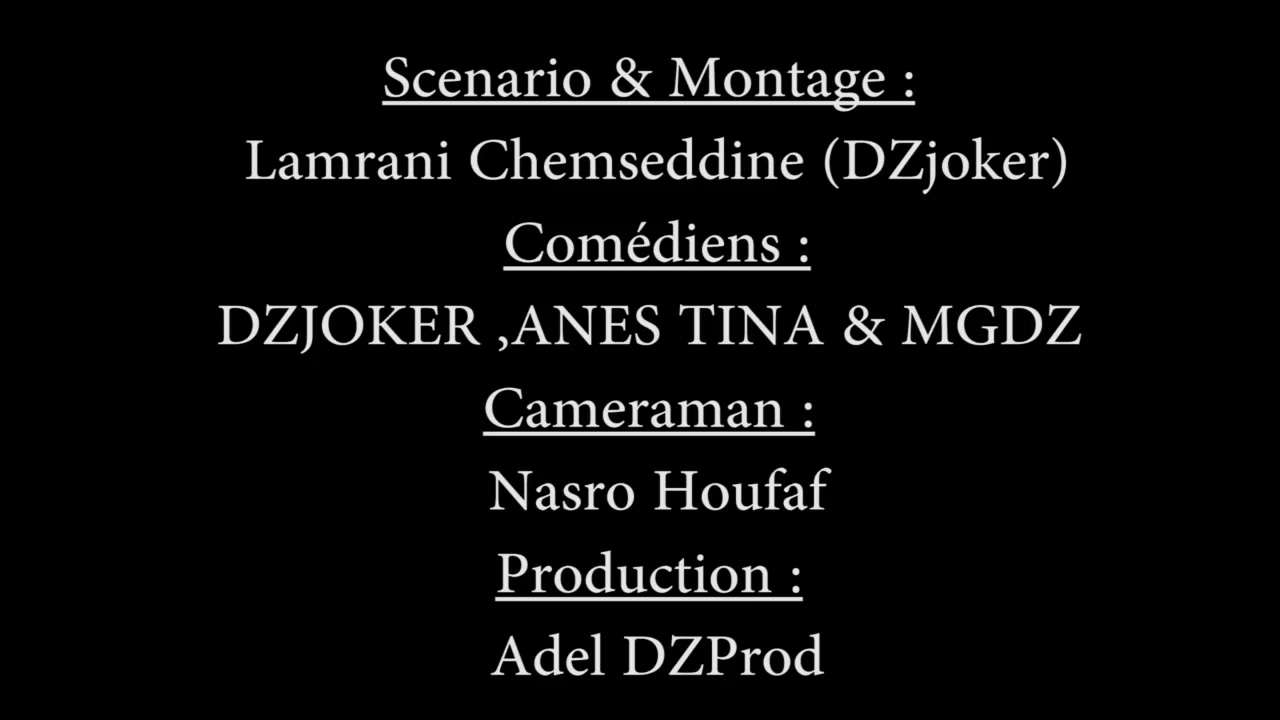 Scenario & Montage :
Lamrani Chemseddine (DZjoker)
Comédiens :
DZJOKER ,ANES TINA & MGDZ
Cameraman :
Nasro Houfaf
Production :
Adel DZProd